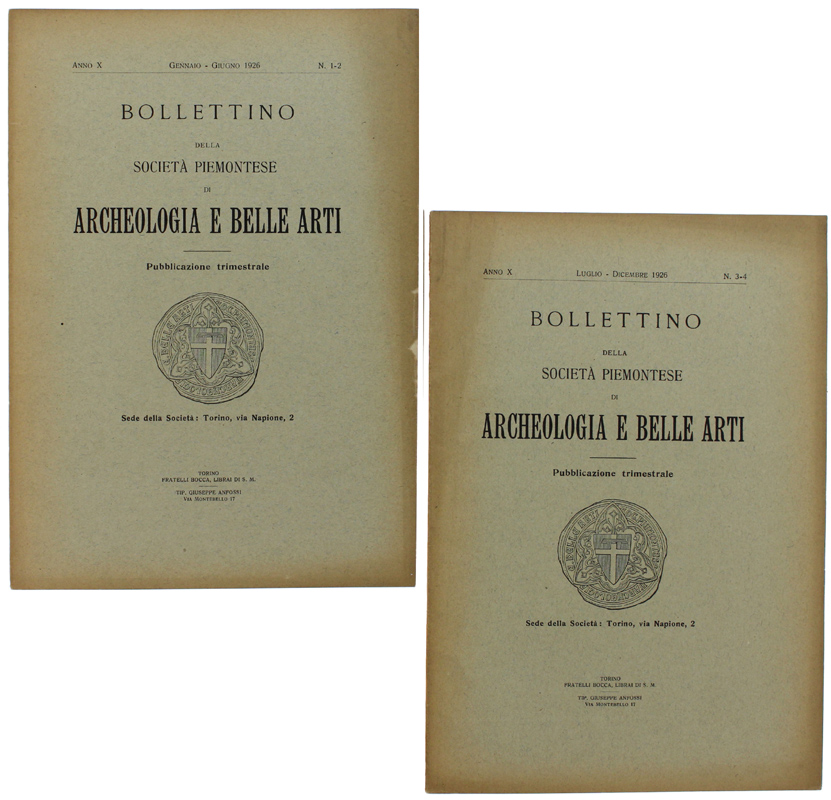 ANNO X GENNAIO - GIUGNO 1926 N. 1-2
BOLLETTINO
DELLA
SOCIETÀ PIEMONTESE
DI
ARCHEOLOGIA E BELLE ARTI
Pubblicazione trimestrale
Sede della Società: Torino, via Napione, 2
TORINO
FRATELLI BOCCA, LIBRAI DI S. M.
TIP. GIUSEPPE ANFOSSI
VIA MONTEBELLO 17
ANNO X LUGLIO - DICEMBRE 1926 N. 3-4
BOLLETTINO
DELLA
SOCIETÀ PIEMONTESE
DI
ARCHEOLOGIA E BELLE ARTI
Pubblicazione trimestrale
Sede della Società: Torino, via Napione, 2
TORINO
FRATELLI BOCCA, LIBRAI DI S. M.
TIP. GIUSEPPE ANFOSSI
VIA MONTEBELLO 17